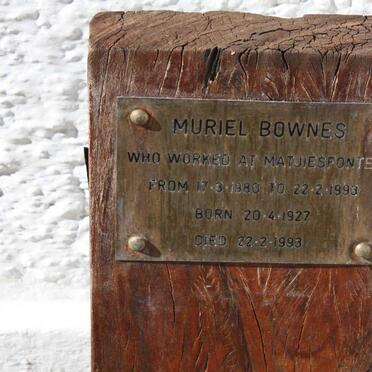 MURIEL BOWNES
WHO WORKED AT MATJIESFONTE
FROM 17·3·1980 TO 22·2·1993
BORN 20·4·1927
DIED 22·2·1993